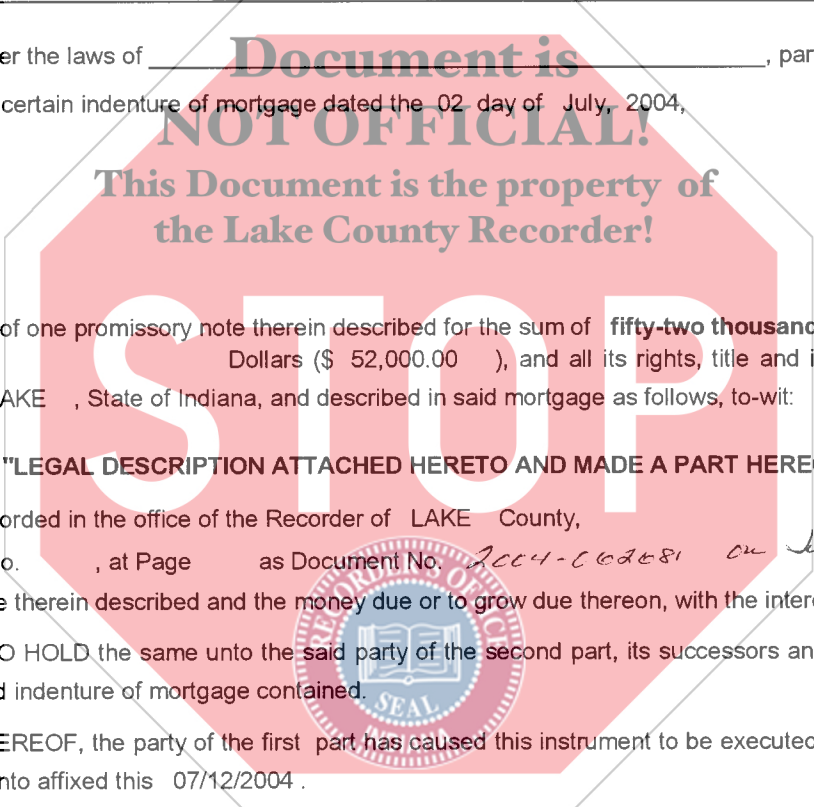 er the laws of ______, par
Document is
certain indenture of mortgage dated the 02 day of July, 2004,
NOT OFFICIAL!
This Document is the property of
the Lake County Recorder!
STOP
of one promissory note therein described for the sum of fifty-two thousand
Dollars ($ 52,000.00 ), and all its rights, title and i
AKE , State of Indiana, and described in said mortgage as follows, to-wit:
"LEGAL DESCRIPTION ATTACHED HERETO AND MADE A PART HERE
orded in the office of the Recorder of LAKE County,
o. , at Page as Document No. on
e therein described and the money due or to grow due thereon, with the inter
O HOLD the same unto the said party of the second part, its successors an
d indenture of mortgage contained.
EREOF, the party of the first part has caused this instrument to be executed
nto affixed this 07/12/2004 .
RECORDER'S OFFICE
SEAL
INDIANA